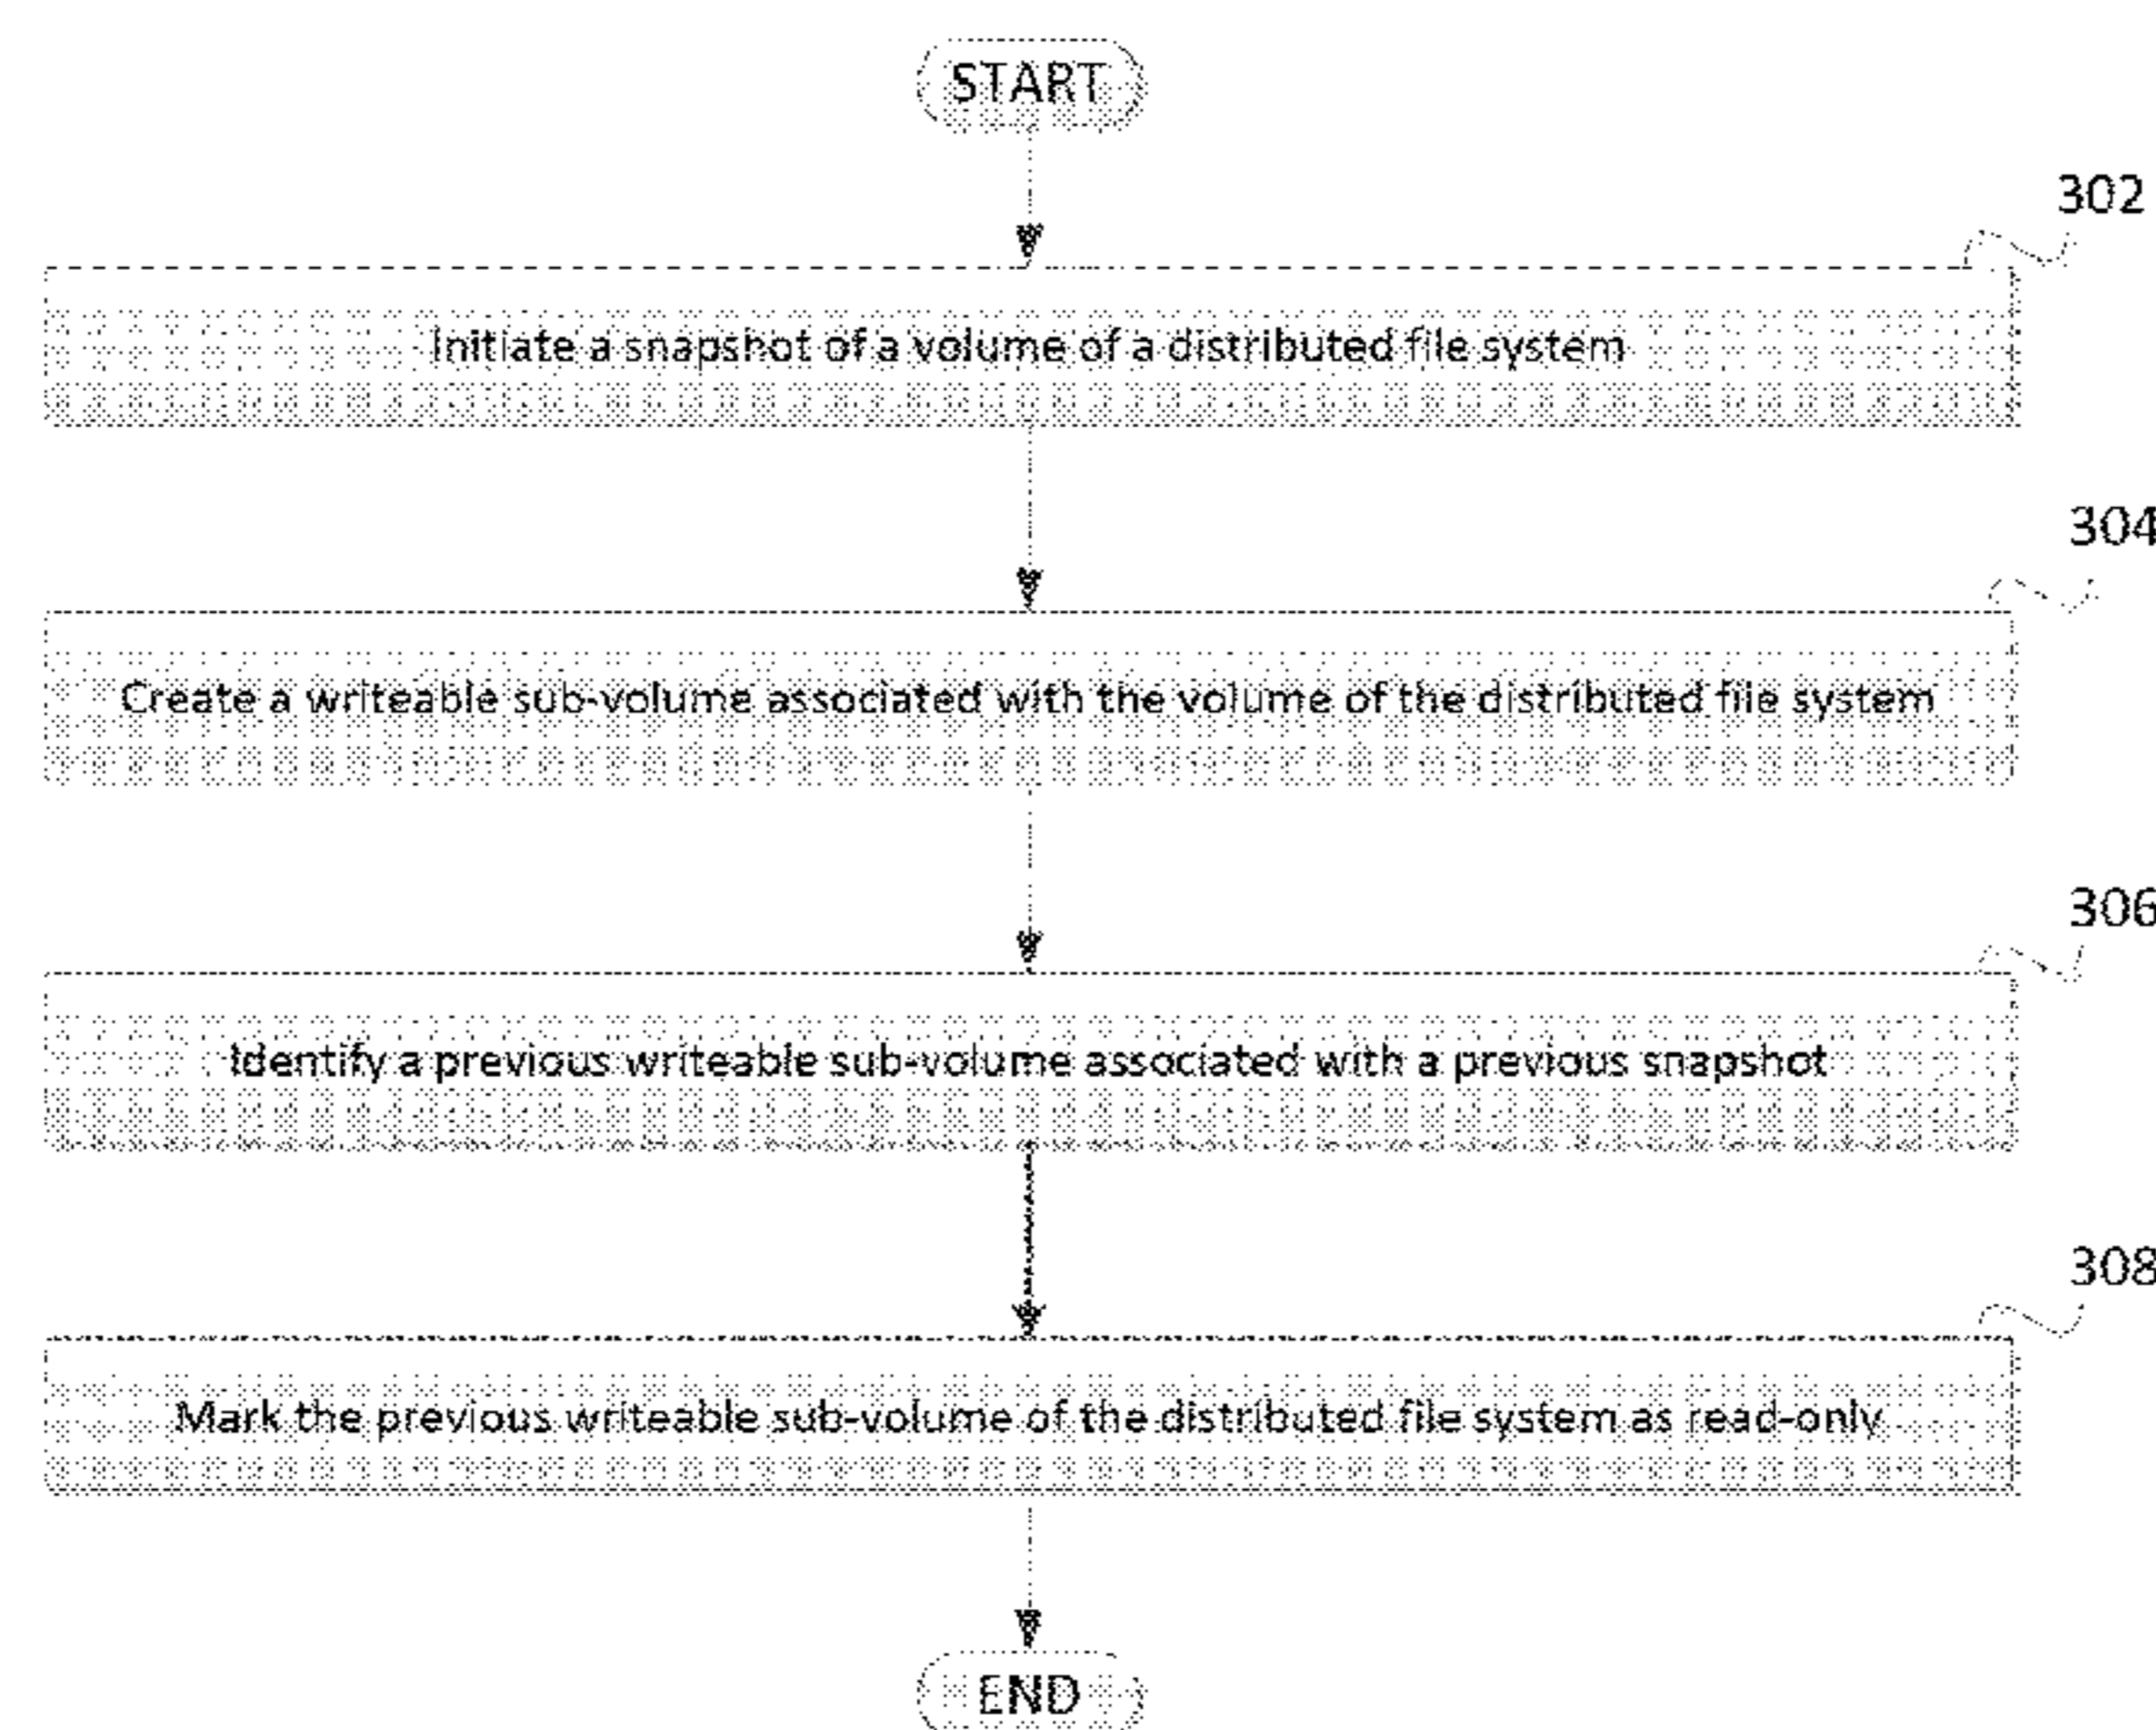 START
302
Initiate a snapshot of a volume of a distributed file system
304
Create a writeable sub-volume associated with the volume of the distributed file system
306
Identify a previous writeable sub-volume associated with a previous snapshot
308
Mark the previous writeable sub-volume of the distributed file system as read-only
END